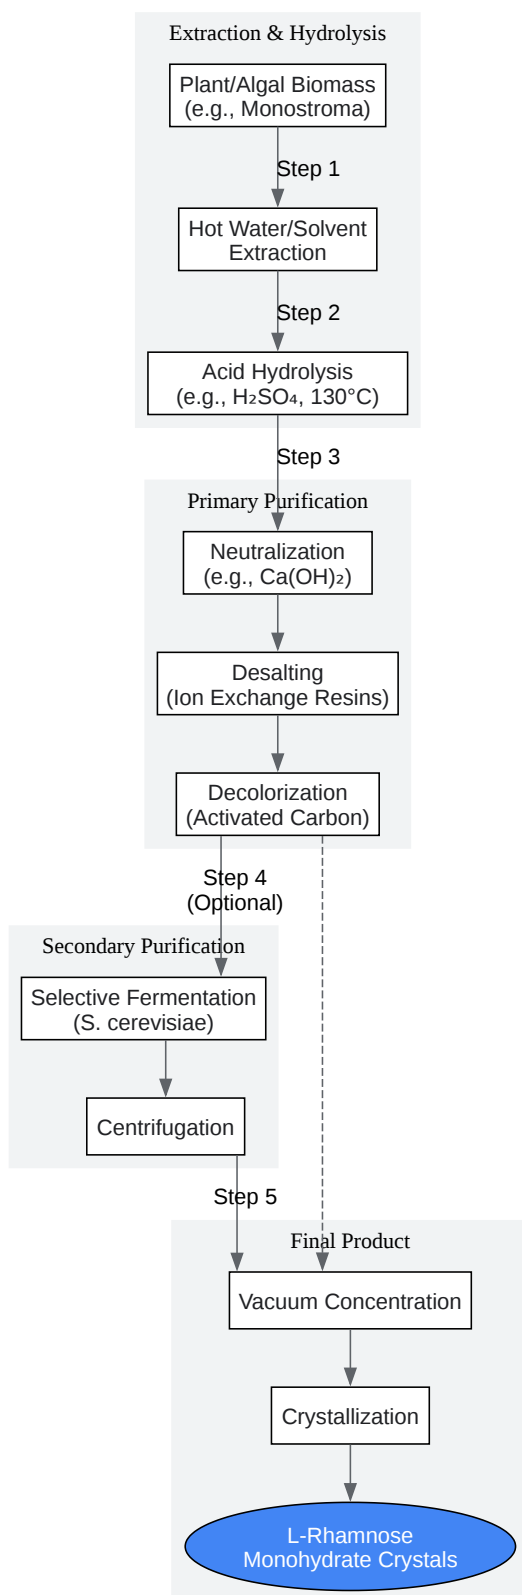 Extraction & Hydrolysis
Plant/Algal Biomass
(e.g., Monostroma)
Step 1
Hot Water/Solvent
Extraction
Step 2
Acid Hydrolysis
(e.g., H₂SO₄, 130°C)
Step 3
Primary Purification
Neutralization
(e.g., Ca(OH)₂)
Desalting
(Ion Exchange Resins)
Decolorization
(Activated Carbon)
Step 4
(Optional)
Secondary Purification
Selective Fermentation
(S. cerevisiae)
Centrifugation
Step 5
Final Product
Vacuum Concentration
Crystallization
L-Rhamnose
Monohydrate Crystals